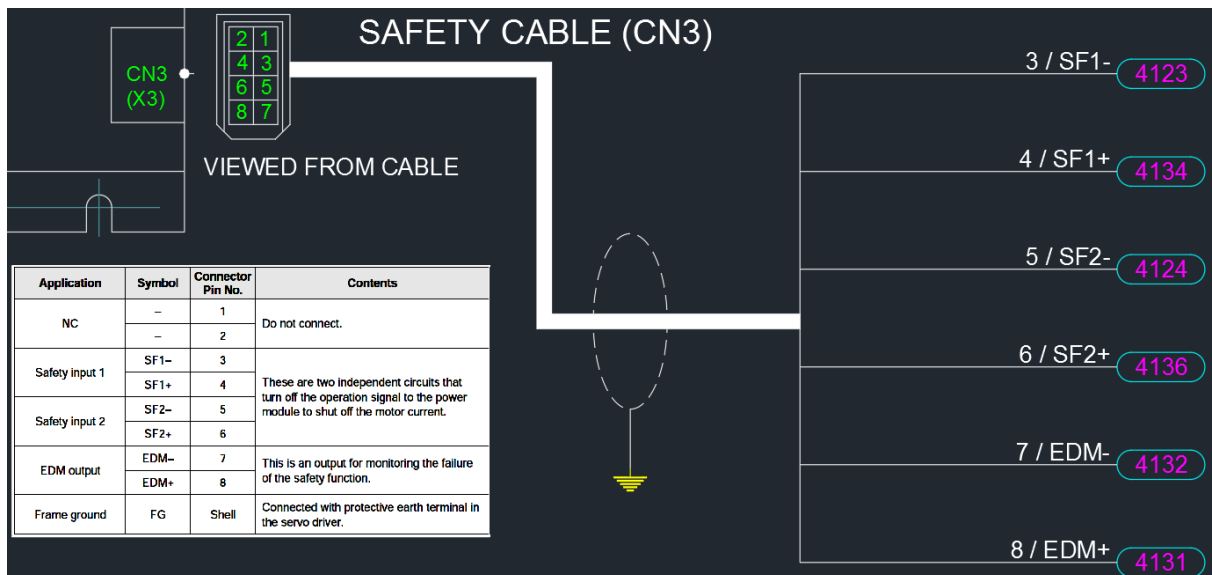 SAFETY CABLE (CN3)
CN3
(X3)
2 1
4 3
6 5
8 7
VIEWED FROM CABLE
3 / SF1- 4123
4 / SF1+ 4134
5 / SF2- 4124
6 / SF2+ 4136
7 / EDM- 4132
8 / EDM+ 4131
Application Symbol Connector Pin No. Contents
NC – 1 Do not connect.
– 2
Safety input 1 SF1– 3 These are two independent circuits that
SF1+ 4 turn off the operation signal to the power
Safety input 2 SF2– 5 module to shut off the motor current.
SF2+ 6
EDM output EDM– 7 This is an output for monitoring the failure
EDM+ 8 of the safety function.
Frame ground FG Shell Connected with protective earth terminal in
the servo driver.